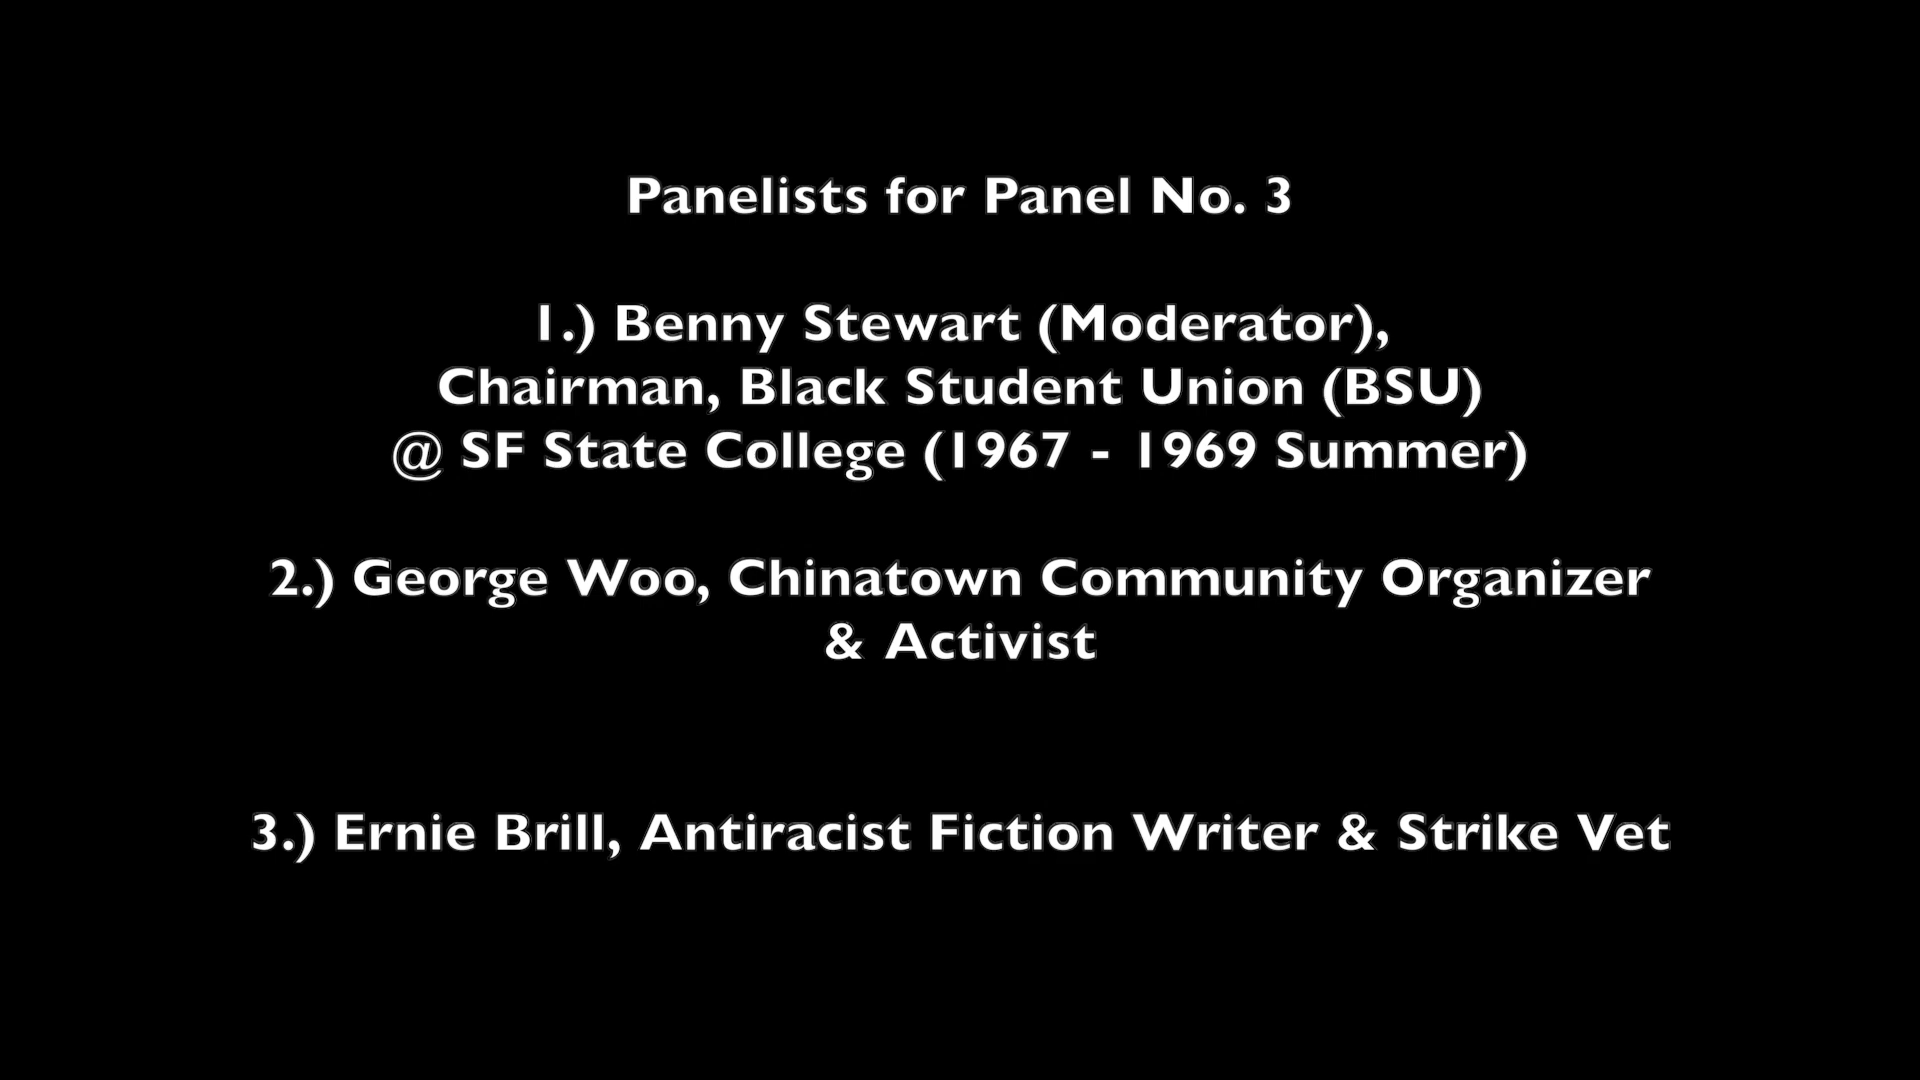 Panelists for Panel No. 3
1.) Benny Stewart (Moderator),
Chairman, Black Student Union (BSU)
@ SF State College (1967 - 1969 Summer)
2.) George Woo, Chinatown Community Organizer
& Activist
3.) Ernie Brill, Antiracist Fiction Writer & Strike Vet